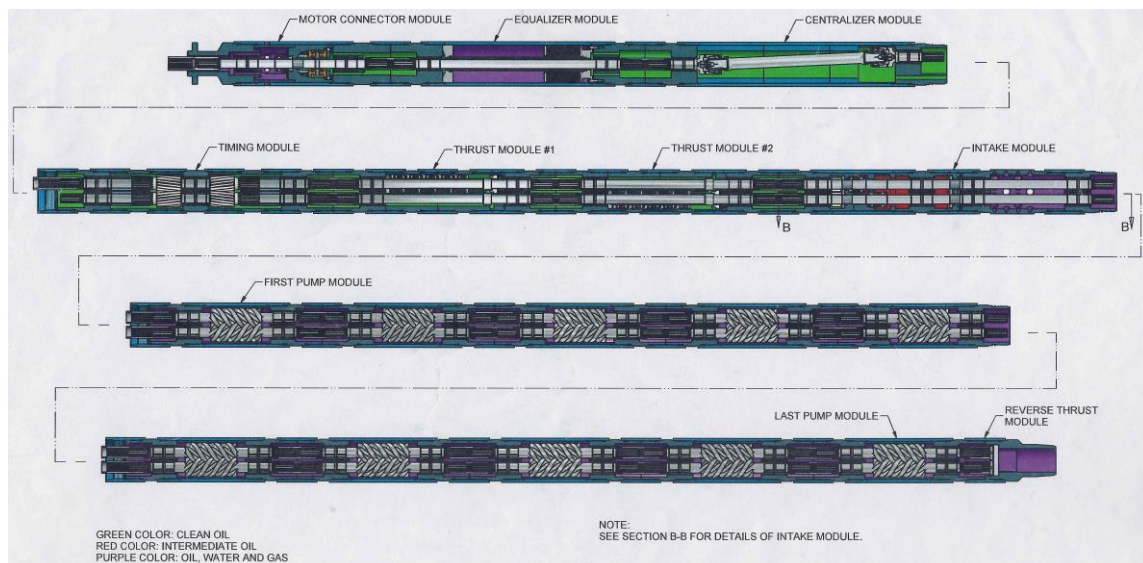 MOTOR CONNECTOR MODULE
EQUALIZER MODULE
CENTRALIZER MODULE
TIMING MODULE
THRUST MODULE #1
THRUST MODULE #2
INTAKE MODULE
B
B
FIRST PUMP MODULE
LAST PUMP MODULE
REVERSE THRUST
MODULE
GREEN COLOR: CLEAN OIL
RED COLOR: INTERMEDIATE OIL
PURPLE COLOR: OIL, WATER AND GAS
NOTE:
SEE SECTION B-B FOR DETAILS OF INTAKE MODULE.